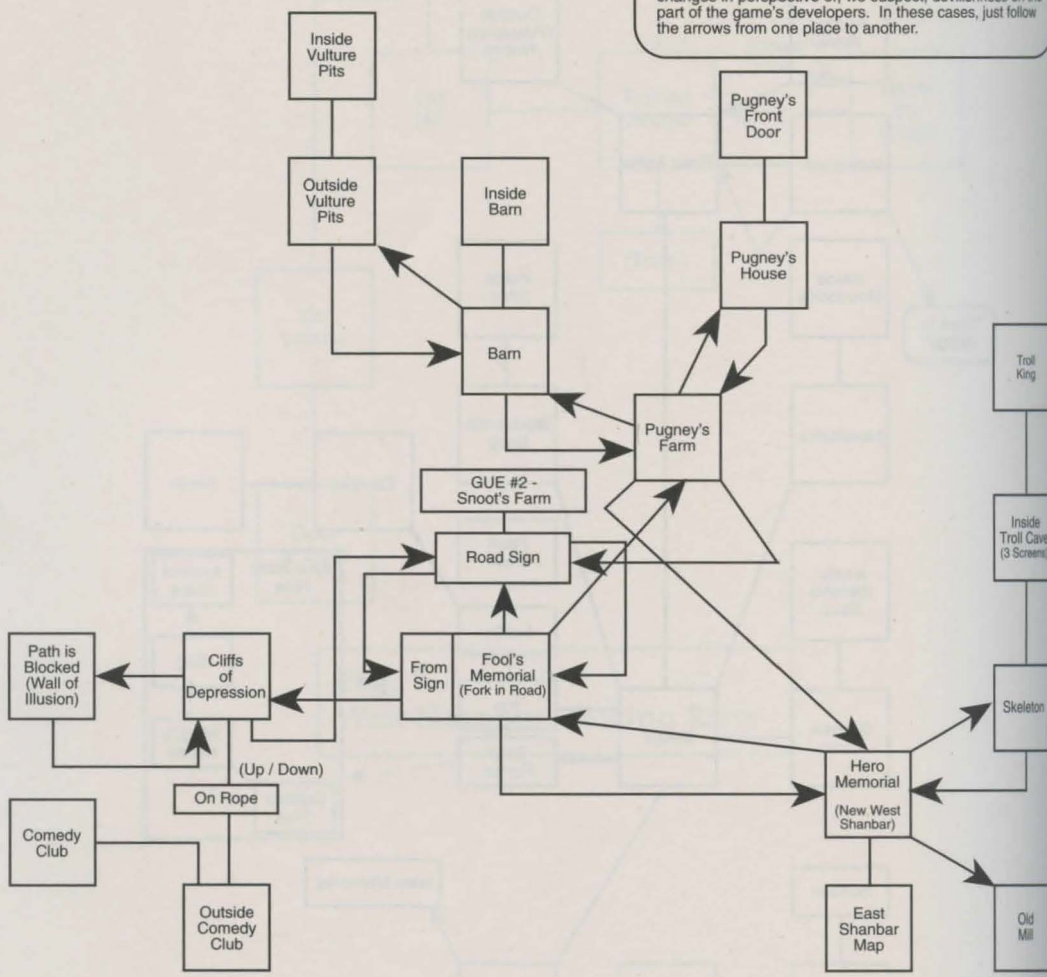 changes in perspective or, we suspect,
part of the game's developers. In these cases, just follow
the arrows from one place to another.
Inside
Vulture
Pits
Pugney's
Front
Door
Outside
Vulture
Pits
Inside
Barn
Pugney's
House
Barn
Troll
King
Pugney's
Farm
GUE #2 -
Snoot's Farm
Road Sign
Inside
Troll Cave
(3 Screens)
Path is
Blocked
(Wall of
Illusion)
Cliffs
of
Depression
From
Sign
Fool's
Memorial
(Fork in Road)
Skeleton
(Up / Down)
On Rope
Hero
Memorial
(New West
Shanbar)
Comedy
Club
Outside
Comedy
Club
East
Shanbar
Map
Old
Mill